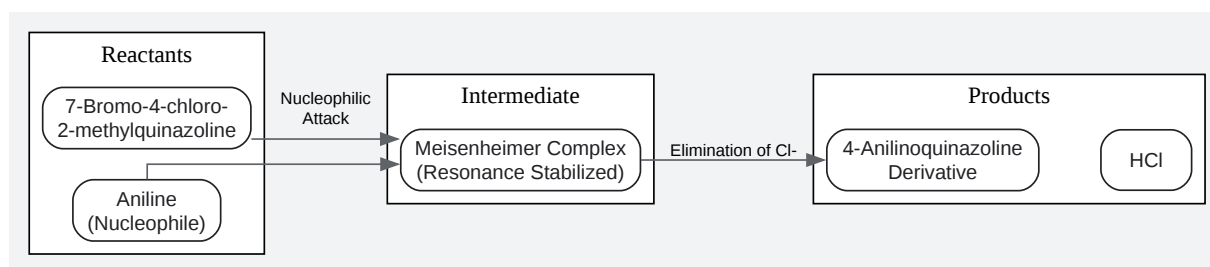 Reactants
7-Bromo-4-chloro-
2-methylquinazoline
Aniline
(Nucleophile)
Nucleophilic
Attack
Intermediate
Meisenheimer Complex
(Resonance Stabilized)
Elimination of Cl-
Products
4-Anilinoquinazoline
Derivative
HCl